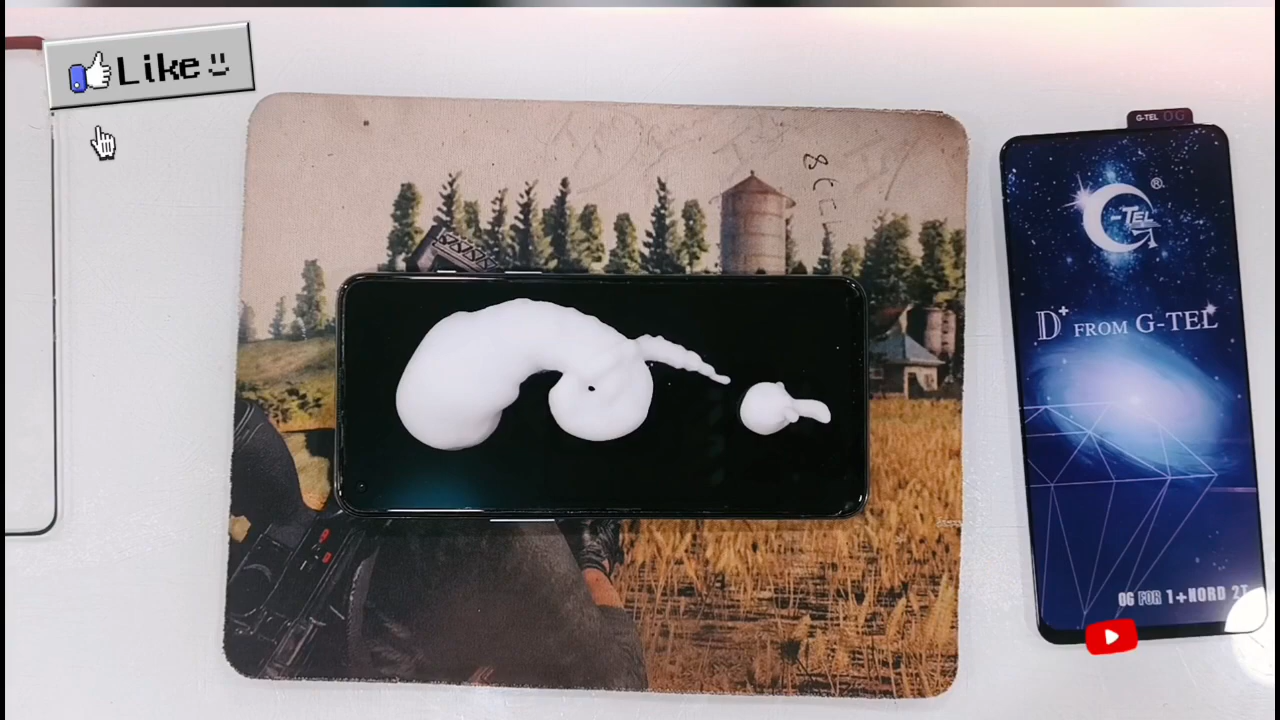 Like
G-TEL OG
G-TEL
®
D+ FROM G-TEL
OG FOR 1+NORD 2T